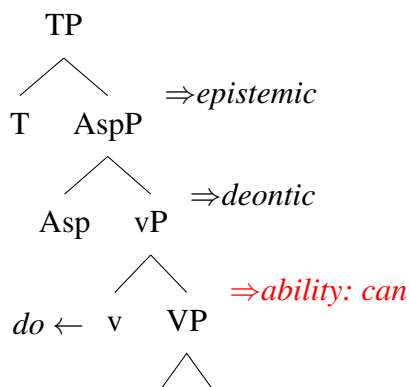 TP
T AspP ⇒epistemic
Asp vP ⇒deontic
do ← v VP ⇒ability: can